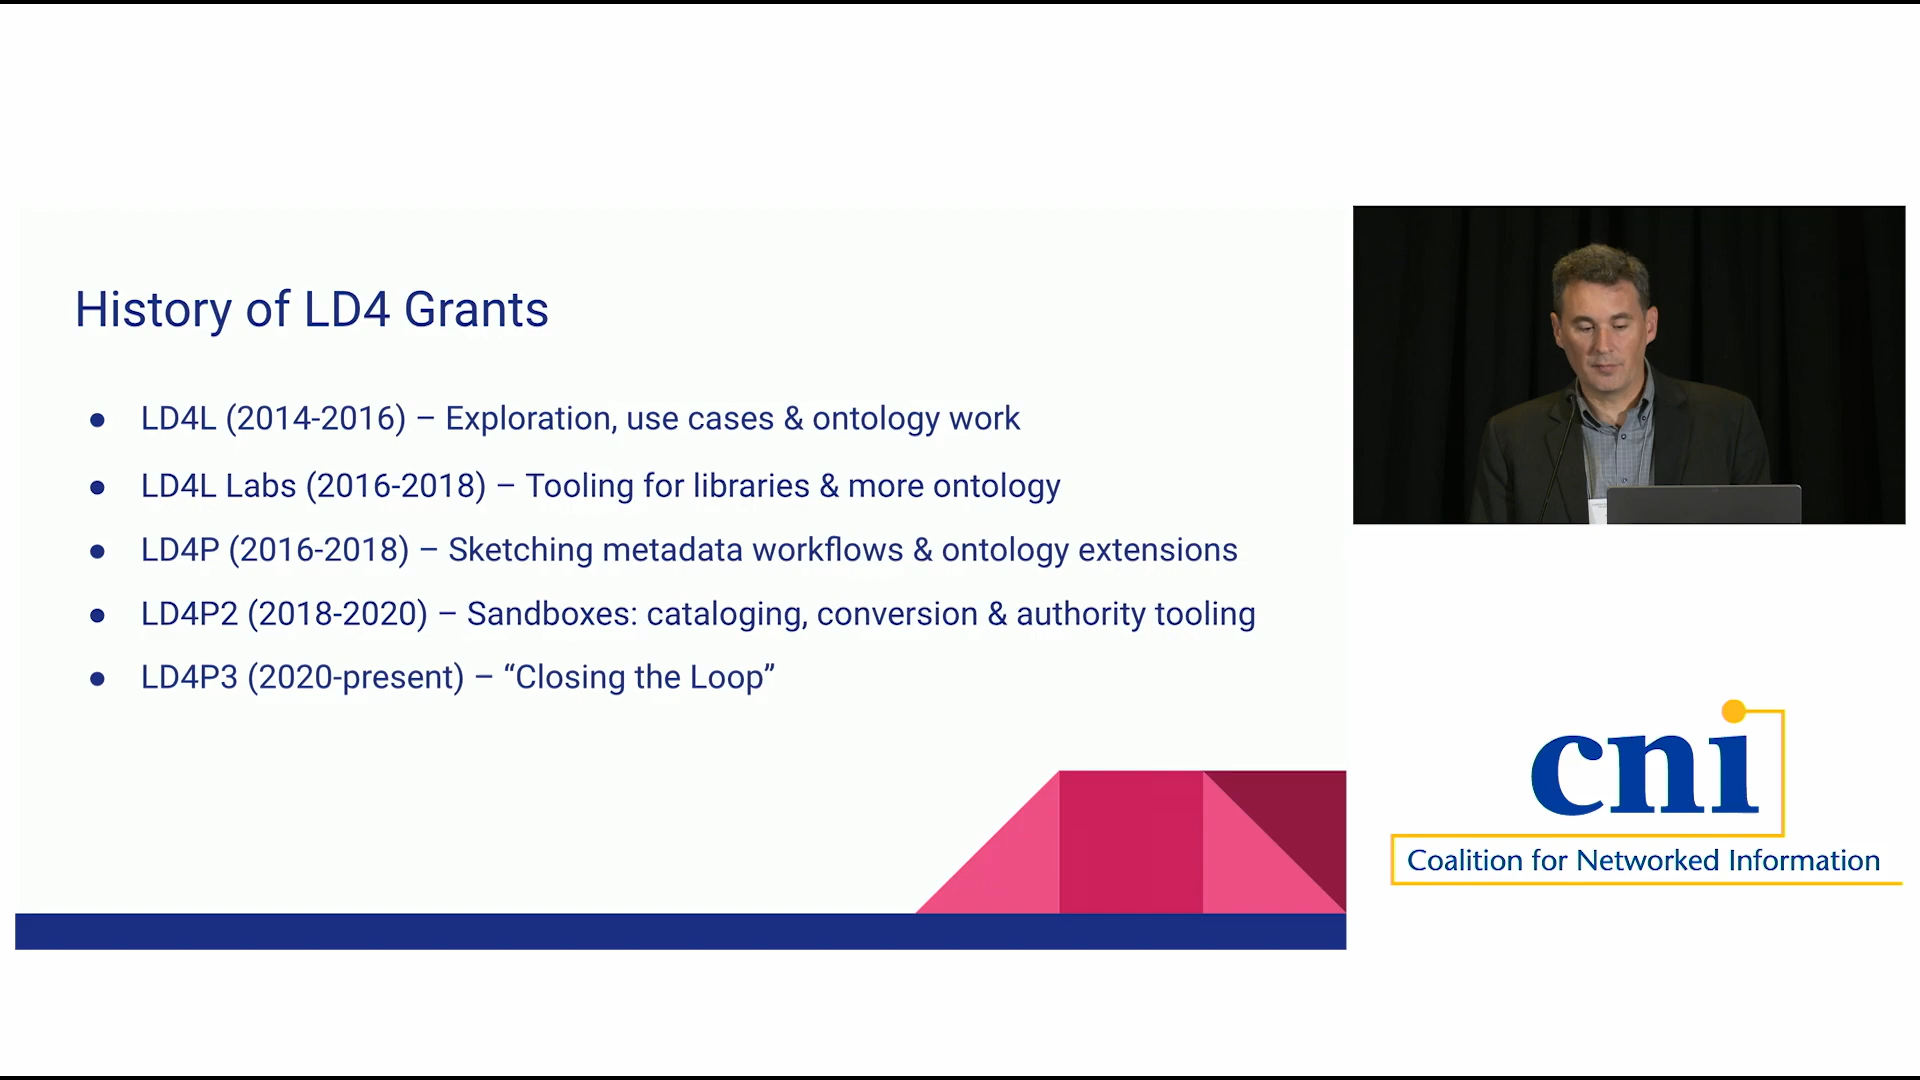 History of LD4 Grants
● LD4L (2014-2016) – Exploration, use cases & ontology work
● LD4L Labs (2016-2018) – Tooling for libraries & more ontology
● LD4P (2016-2018) – Sketching metadata workflows & ontology extensions
● LD4P2 (2018-2020) – Sandboxes: cataloging, conversion & authority tooling
● LD4P3 (2020-present) – “Closing the Loop”
cni
Coalition for Networked Information